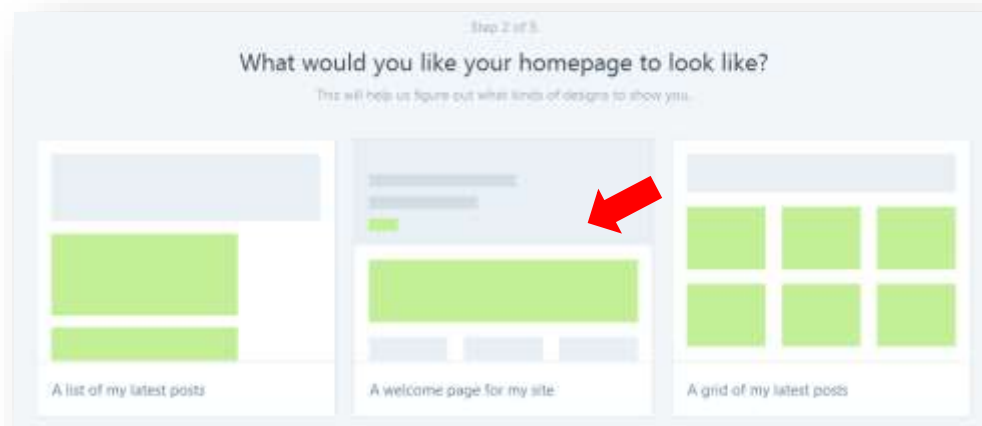 Step 2 of 5
What would you like your homepage to look like?
This will help us figure out what kinds of designs to show you.
A list of my latest posts
A welcome page for my site
A grid of my latest posts